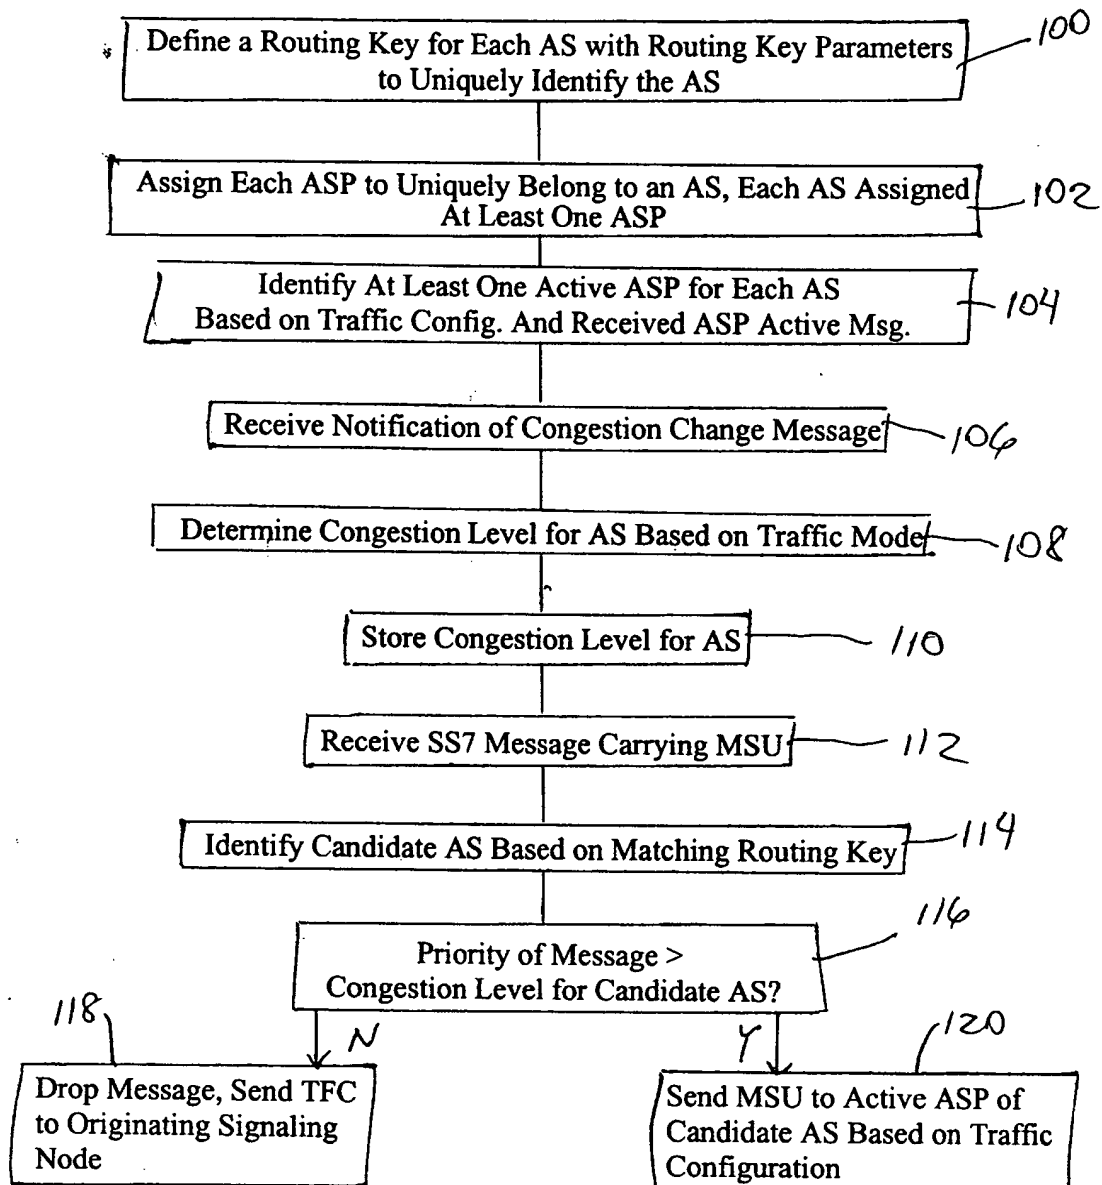 Define a Routing Key for Each AS with Routing Key Parameters
to Uniquely Identify the AS
100
Assign Each ASP to Uniquely Belong to an AS, Each AS Assigned
At Least One ASP
102
Identify At Least One Active ASP for Each AS
Based on Traffic Config. And Received ASP Active Msg.
104
Receive Notification of Congestion Change Message
106
Determine Congestion Level for AS Based on Traffic Mode
108
Store Congestion Level for AS
110
Receive SS7 Message Carrying MSU
112
Identify Candidate AS Based on Matching Routing Key
114
116
Priority of Message >
Congestion Level for Candidate AS?
118
N
Y
120
Drop Message, Send TFC
to Originating Signaling
Node
Send MSU to Active ASP of
Candidate AS Based on Traffic
Configuration